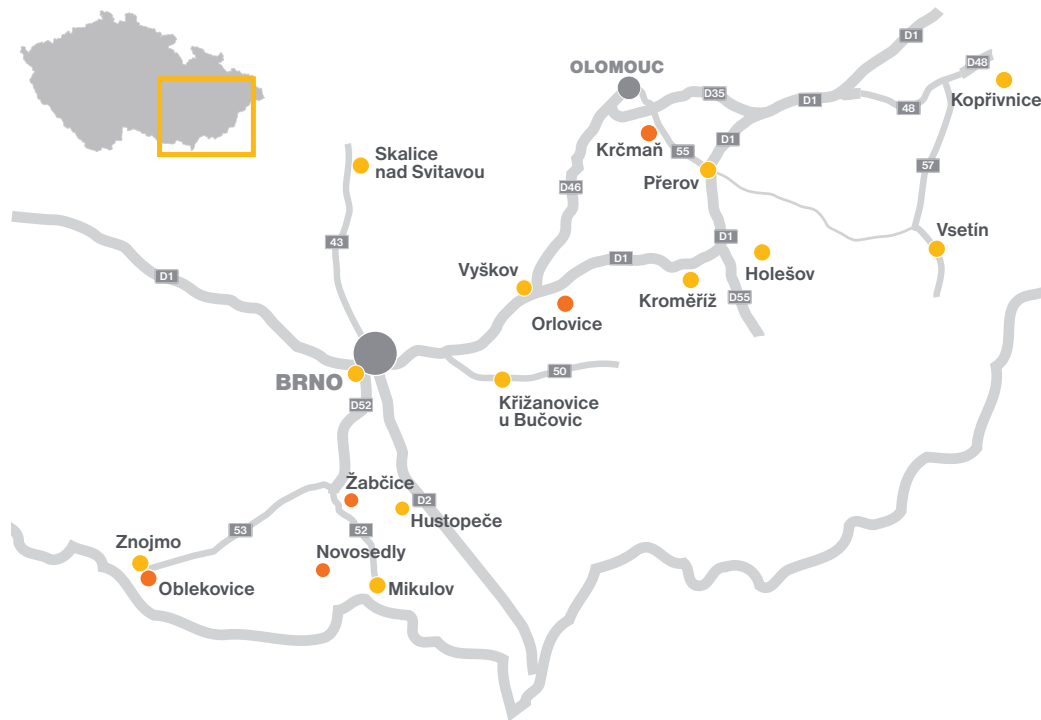 D1
D48
OLOMOUC
D35
D1
Kopřivnice
48
D1
Krčmaň
55
Skalice
nad Svitavou
57
Přerov
D46
Vsetín
D1
43
D1
Holešov
Vyškov
D1
Kroměříž
D55
Orlovice
50
BRNO
D52
Křižanovice
u Bučovic
Žabčice
D2
Hustopeče
53
52
Znojmo
Novosedly
Oblekovice
Mikulov